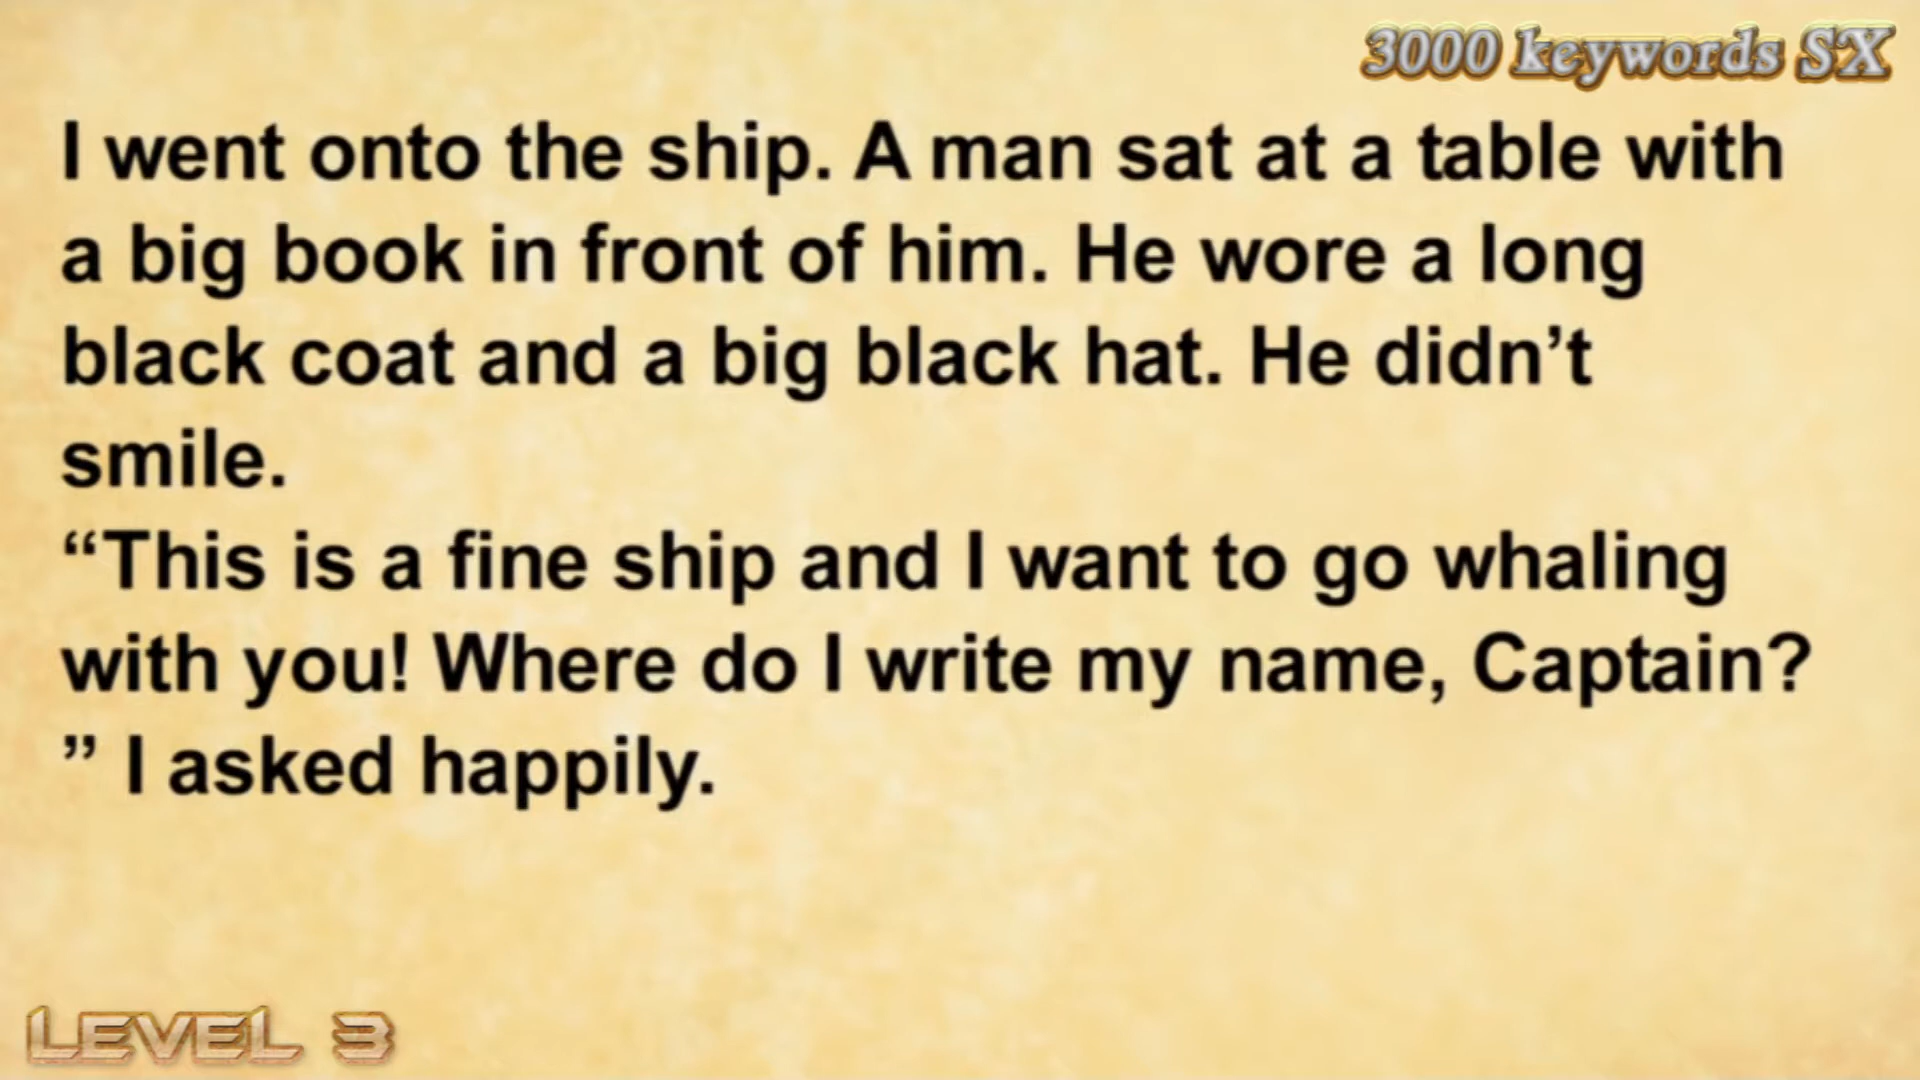 3000 keywords SX
I went onto the ship. A man sat at a table with
a big book in front of him. He wore a long
black coat and a big black hat. He didn’t
smile.
“This is a fine ship and I want to go whaling
with you! Where do I write my name, Captain?
” I asked happily.
LEVEL 3